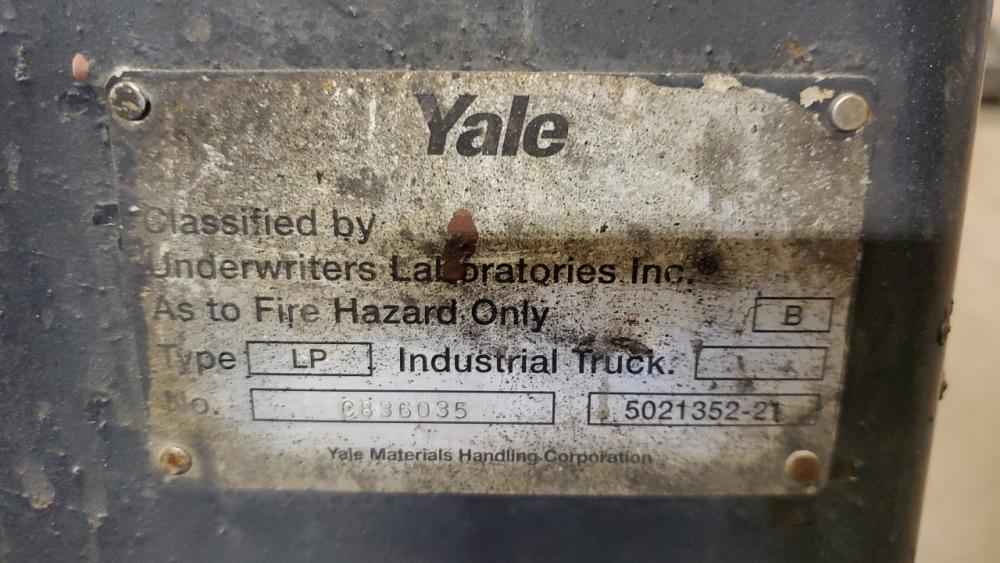 Yale
Classified by
Underwriters Laboratories Inc.®
As to Fire Hazard Only B
Type LP Industrial Truck.
No. C836035 5021352-21
Yale Materials Handling Corporation